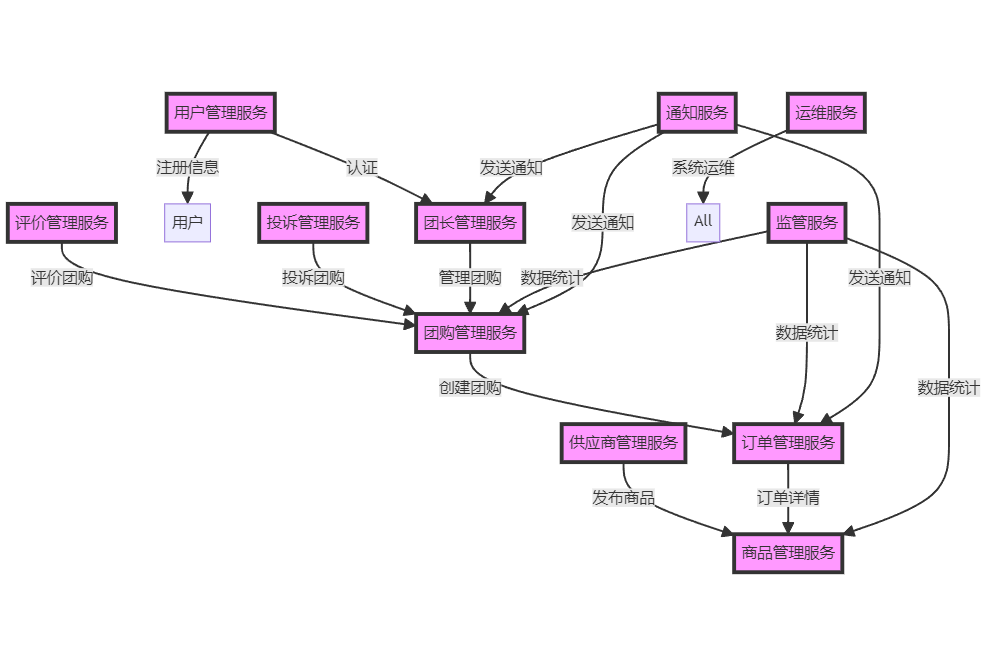 用户管理服务
通知服务
运维服务
注册信息
认证
发送通知
系统运维
评价管理服务
用户
投诉管理服务
团长管理服务
发送通知
All
监管服务
评价团购
投诉团购
管理团购
数据统计
发送通知
团购管理服务
数据统计
创建团购
数据统计
供应商管理服务
订单管理服务
发布商品
订单详情
商品管理服务